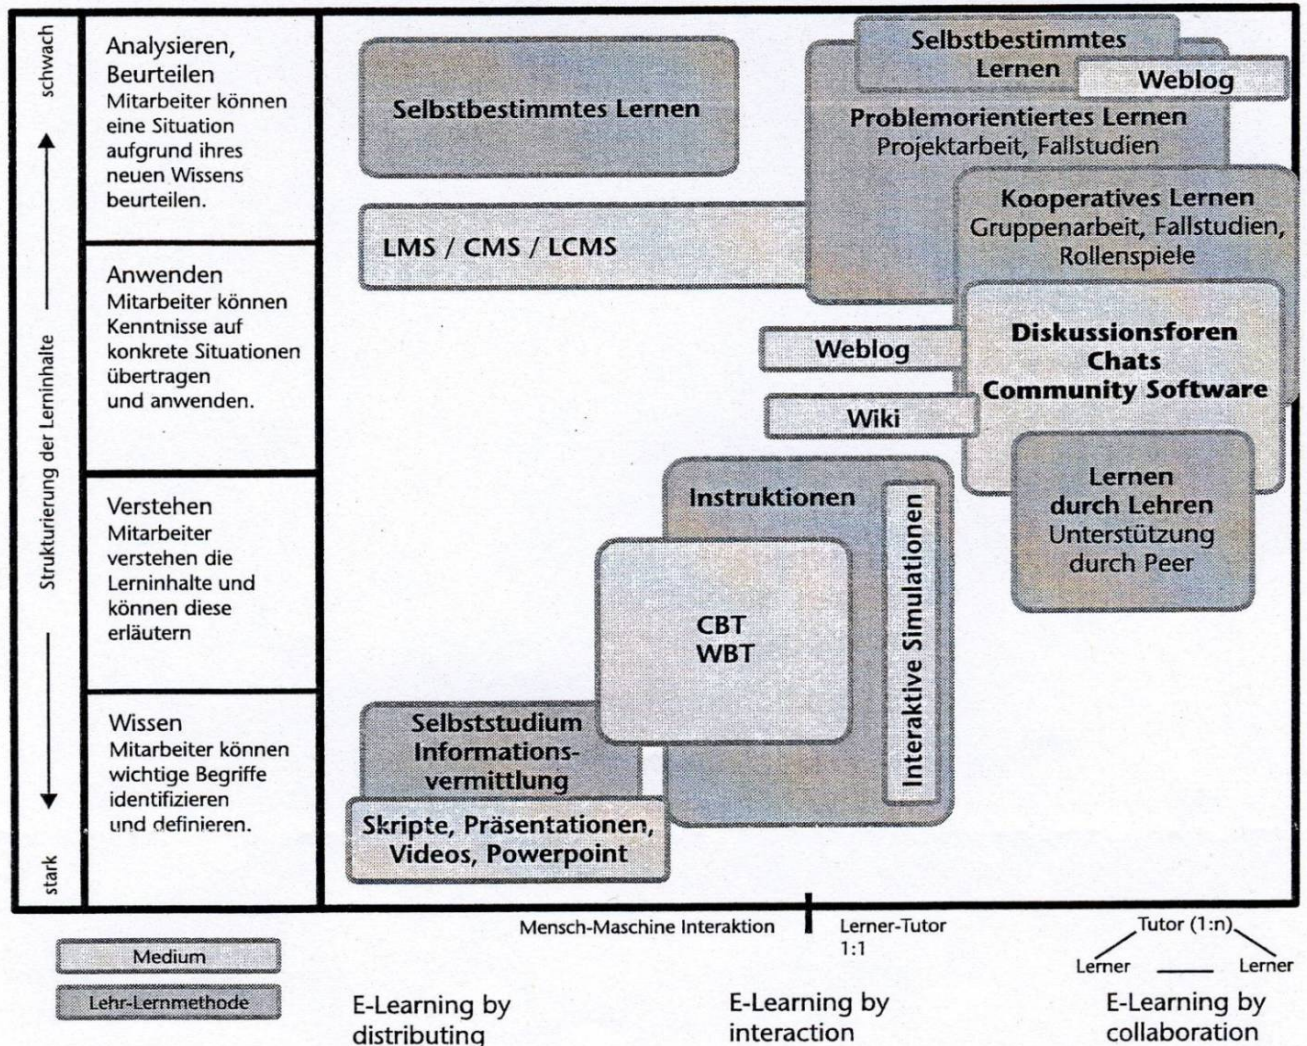 schwach
Strukturierung der Lerninhalte
stark
Analysieren,
Beurteilen
Mitarbeiter können
eine Situation
aufgrund ihres
neuen Wissens
beurteilen.
Anwenden
Mitarbeiter können
Kenntnisse auf
konkrete Situationen
übertragen
und anwenden.
Verstehen
Mitarbeiter
verstehen die
Lerninhalte und
können diese
erläutern
Wissen
Mitarbeiter können
wichtige Begriffe
identifizieren
und definieren.
Selbstbestimmtes Lernen
LMS / CMS / LCMS
Selbstbestimmtes
Lernen
Weblog
Problemorientiertes Lernen
Projektarbeit, Fallstudien
Kooperatives Lernen
Gruppenarbeit, Fallstudien,
Rollenspiele
Weblog
Wiki
Diskussionsforen
Chats
Community Software
Lernen
durch Lehren
Unterstützung
durch Peer
Instruktionen
Interaktive Simulationen
CBT
WBT
Selbststudium
Informations-
vermittlung
Skripte, Präsentationen,
Videos, Powerpoint
Mensch-Maschine Interaktion
Lerner-Tutor
1:1
Tutor (1:n)
Lerner
Lerner
Medium
Lehr-Lernmethode
E-Learning by
distributing
E-Learning by
interaction
E-Learning by
collaboration